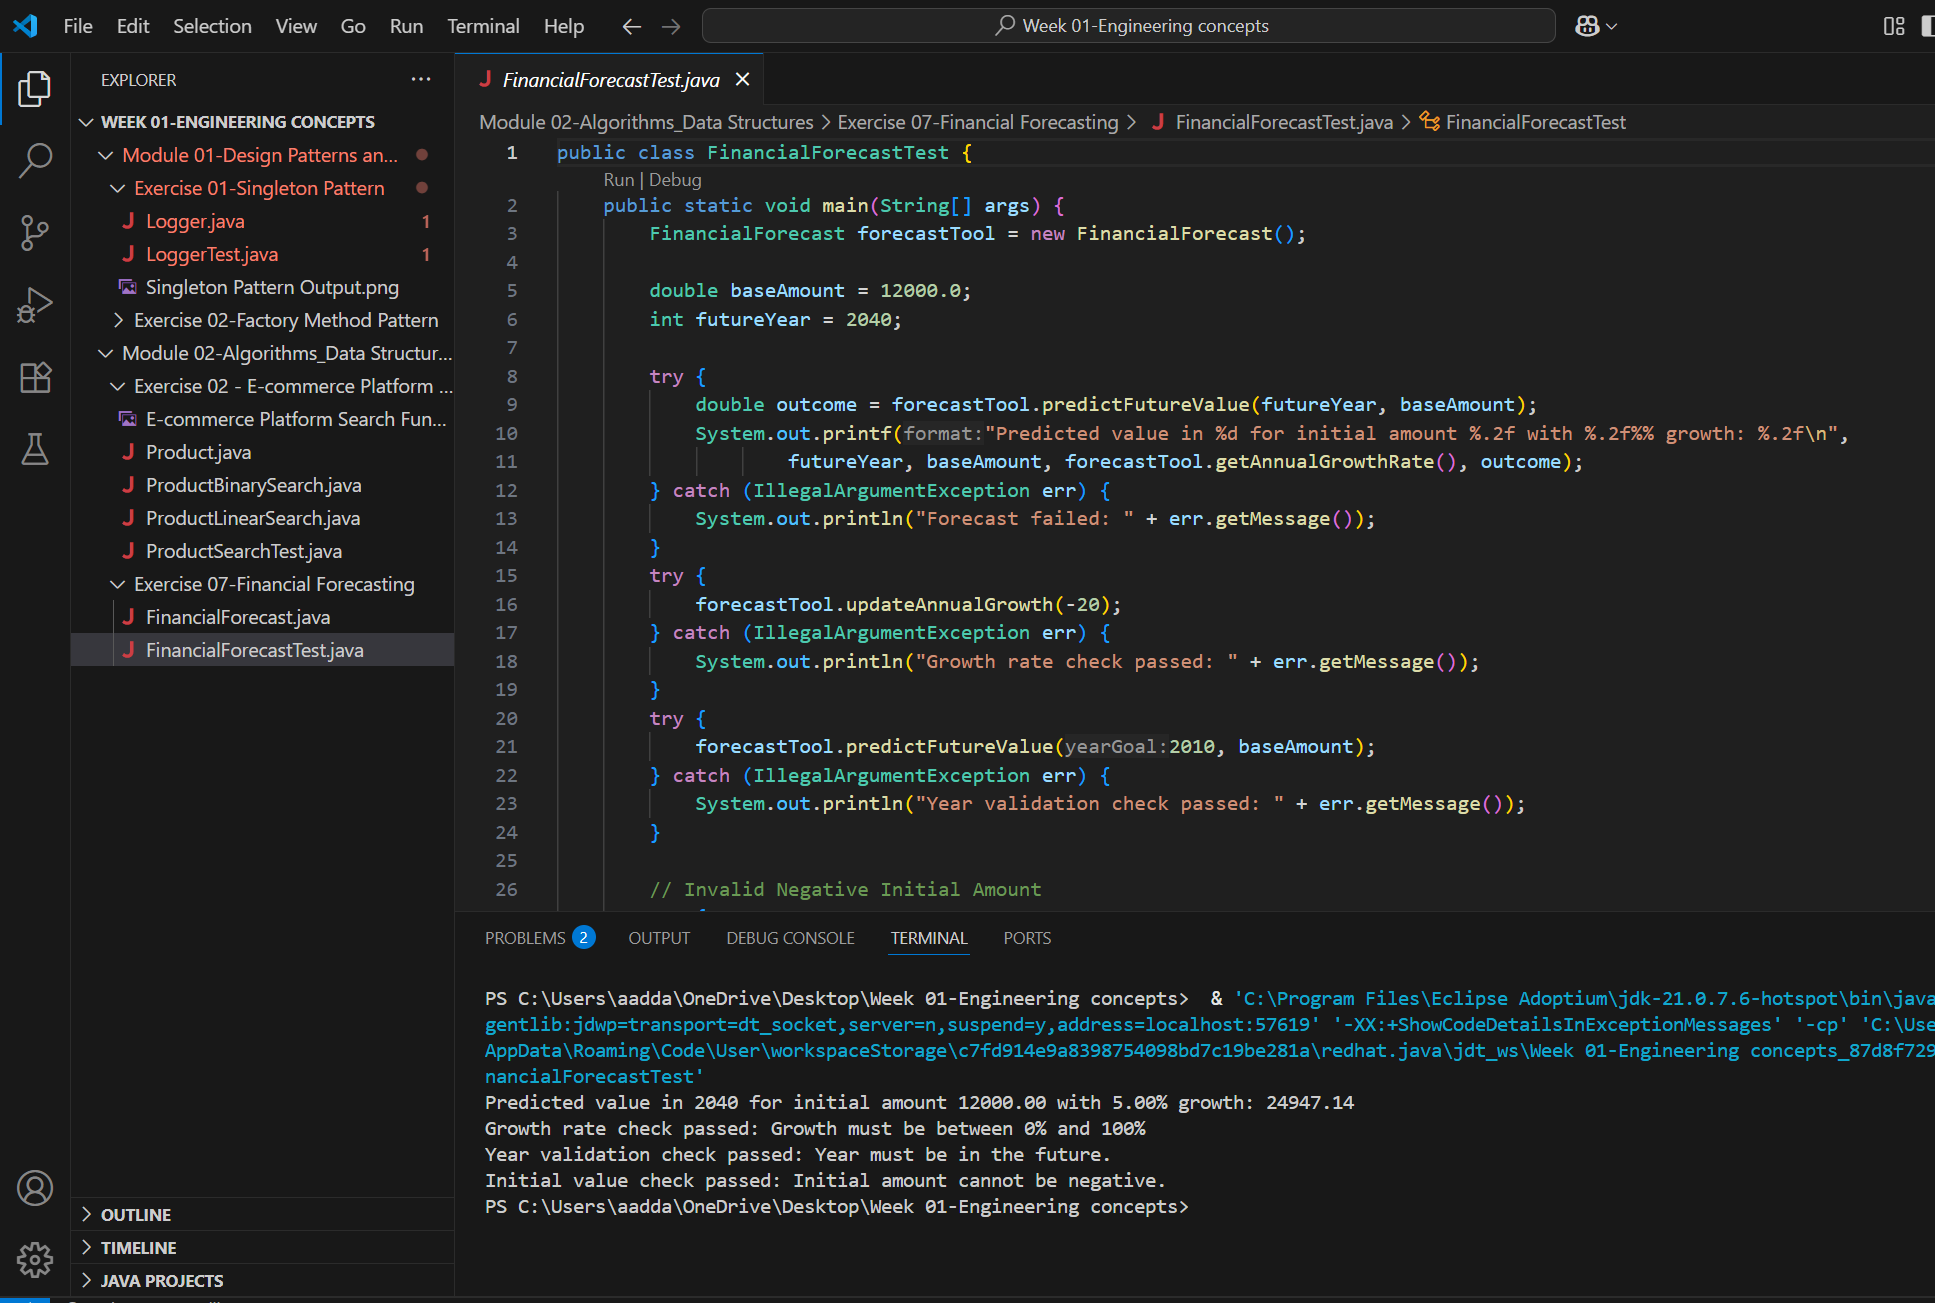 File Edit Selection View Go Run Terminal Help
Week 01-Engineering concepts
EXPLORER
WEEK 01-ENGINEERING CONCEPTS
Module 01-Design Patterns an...
Exercise 01-Singleton Pattern
Logger.java 1
LoggerTest.java 1
Singleton Pattern Output.png
Exercise 02-Factory Method Pattern
Module 02-Algorithms_Data Structur...
Exercise 02 - E-commerce Platform ...
E-commerce Platform Search Fun...
Product.java
ProductBinarySearch.java
ProductLinearSearch.java
ProductSearchTest.java
Exercise 07-Financial Forecasting
FinancialForecast.java
FinancialForecastTest.java
OUTLINE
TIMELINE
JAVA PROJECTS
FinancialForecastTest.java
Module 02-Algorithms_Data Structures > Exercise 07-Financial Forecasting > FinancialForecastTest.java > FinancialForecastTest
1 public class FinancialForecastTest {
Run | Debug
2 public static void main(String[] args) {
3 FinancialForecast forecastTool = new FinancialForecast();
4
5 double baseAmount = 12000.0;
6 int futureYear = 2040;
7
8 try {
9 double outcome = forecastTool.predictFutureValue(futureYear, baseAmount);
10 System.out.printf(format:"Predicted value in %d for initial amount %.2f with %.2f%% growth: %.2f\n",
11 futureYear, baseAmount, forecastTool.getAnnualGrowthRate(), outcome);
12 } catch (IllegalArgumentException err) {
13 System.out.println("Forecast failed: " + err.getMessage());
14 }
15 try {
16 forecastTool.updateAnnualGrowth(-20);
17 } catch (IllegalArgumentException err) {
18 System.out.println("Growth rate check passed: " + err.getMessage());
19 }
20 try {
21 forecastTool.predictFutureValue(yearGoal:2010, baseAmount);
22 } catch (IllegalArgumentException err) {
23 System.out.println("Year validation check passed: " + err.getMessage());
24 }
25
26 // Invalid Negative Initial Amount
PROBLEMS 2 OUTPUT DEBUG CONSOLE TERMINAL PORTS
PS C:\Users\aadda\OneDrive\Desktop\Week 01-Engineering concepts>  & 'C:\Program Files\Eclipse Adoptium\jdk-21.0.7.6-hotspot\bin\java
gentlib:jdwp=transport=dt_socket,server=n,suspend=y,address=localhost:57619' '-XX:+ShowCodeDetailsInExceptionMessages' '-cp' 'C:\Use
AppData\Roaming\Code\User\workspaceStorage\c7fd914e9a8398754098bd7c19be281a\redhat.java\jdt_ws\Week 01-Engineering concepts_87d8f729
nancialForecastTest'
Predicted value in 2040 for initial amount 12000.00 with 5.00% growth: 24947.14
Growth rate check passed: Growth must be between 0% and 100%
Year validation check passed: Year must be in the future.
Initial value check passed: Initial amount cannot be negative.
PS C:\Users\aadda\OneDrive\Desktop\Week 01-Engineering concepts>